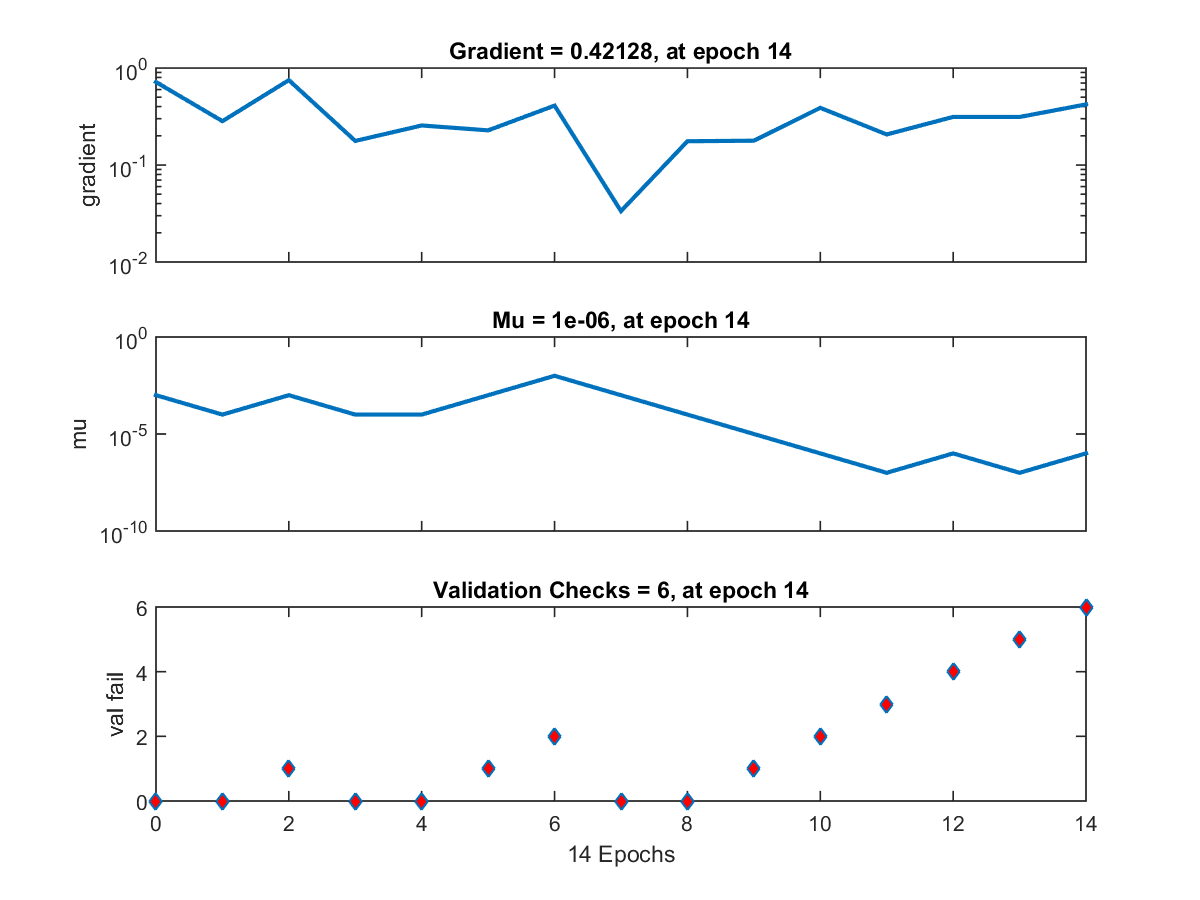 Gradient = 0.42128, at epoch 14
10^0
10^-1
10^-2
gradient
Mu = 1e-06, at epoch 14
10^0
10^-5
10^-10
mu
Validation Checks = 6, at epoch 14
6
4
2
0
val fail
0 2 4 6 8 10 12 14
14 Epochs